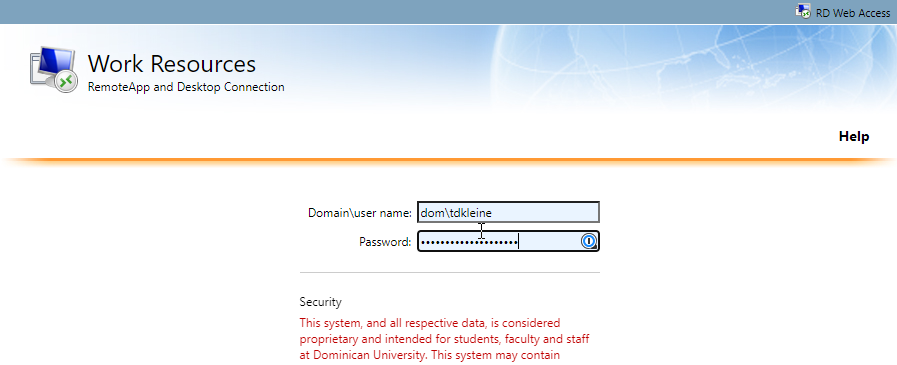 RD Web Access
Work Resources
RemoteApp and Desktop Connection
Help
Domain\user name: dom\tdkleine
Password: ••••••••••••••••••••
Security
This system, and all respective data, is considered
proprietary and intended for students, faculty and staff
at Dominican University. This system may contain